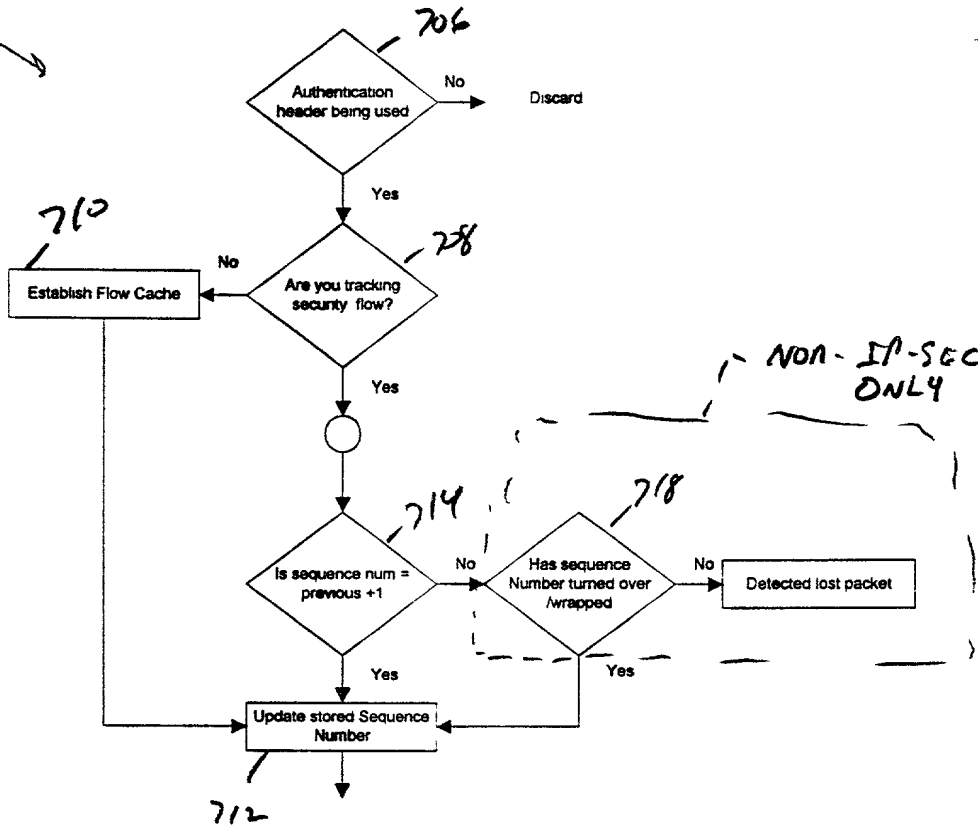 706
Authentication
header being used
No
Discard
Yes
710
708
No
Establish Flow Cache
Are you tracking
security flow?
Yes
NON-IP-SEC
ONLY
714
718
Is sequence num =
previous +1
No
Has sequence
Number turned over
/wrapped
No
Detected lost packet
Yes
Yes
Update stored Sequence
Number
712